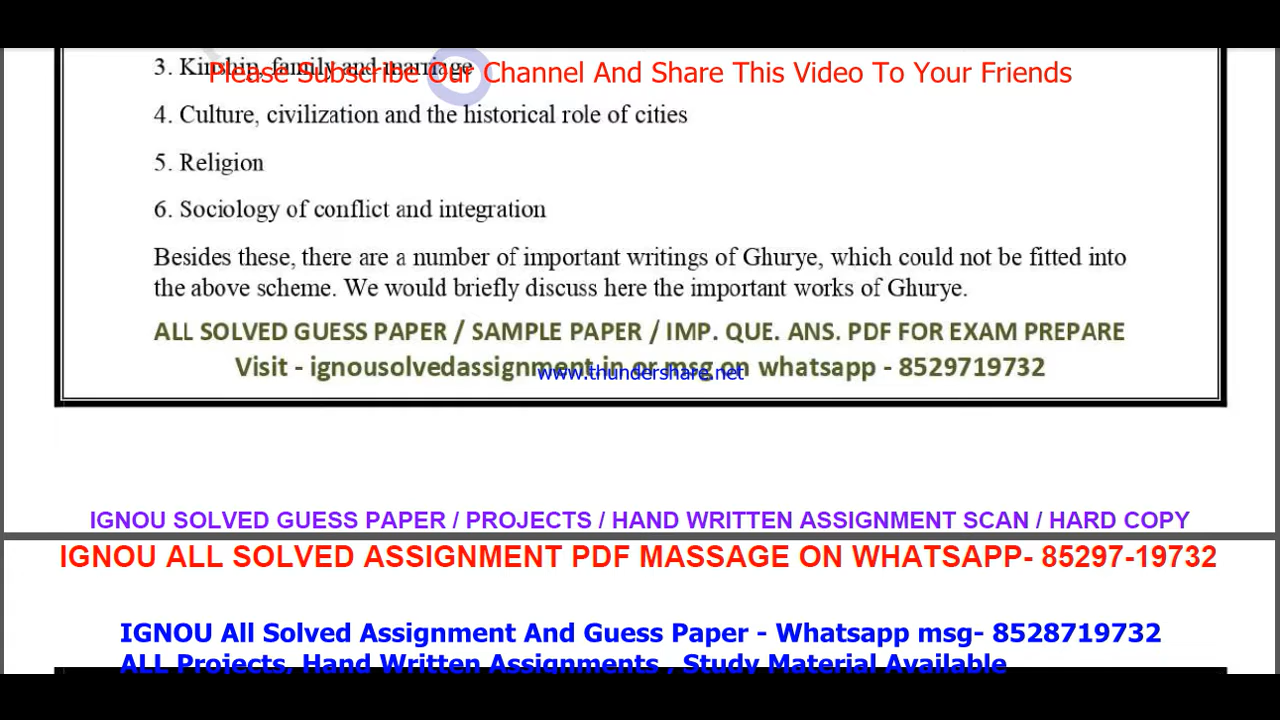 3. Kinship, family and marriage
Please Subscribe Our Channel And Share This Video To Your Friends
4. Culture, civilization and the historical role of cities
5. Religion
6. Sociology of conflict and integration
Besides these, there are a number of important writings of Ghurye, which could not be fitted into
the above scheme. We would briefly discuss here the important works of Ghurye.
ALL SOLVED GUESS PAPER / SAMPLE PAPER / IMP. QUE. ANS. PDF FOR EXAM PREPARE
Visit - ignousolvedassignment.in or msg on whatsapp - 8529719732
www.thundershare.net
IGNOU SOLVED GUESS PAPER / PROJECTS / HAND WRITTEN ASSIGNMENT SCAN / HARD COPY
IGNOU ALL SOLVED ASSIGNMENT PDF MASSAGE ON WHATSAPP- 85297-19732
IGNOU All Solved Assignment And Guess Paper - Whatsapp msg- 8528719732
ALL Projects, Hand Written Assignments , Study Material Available